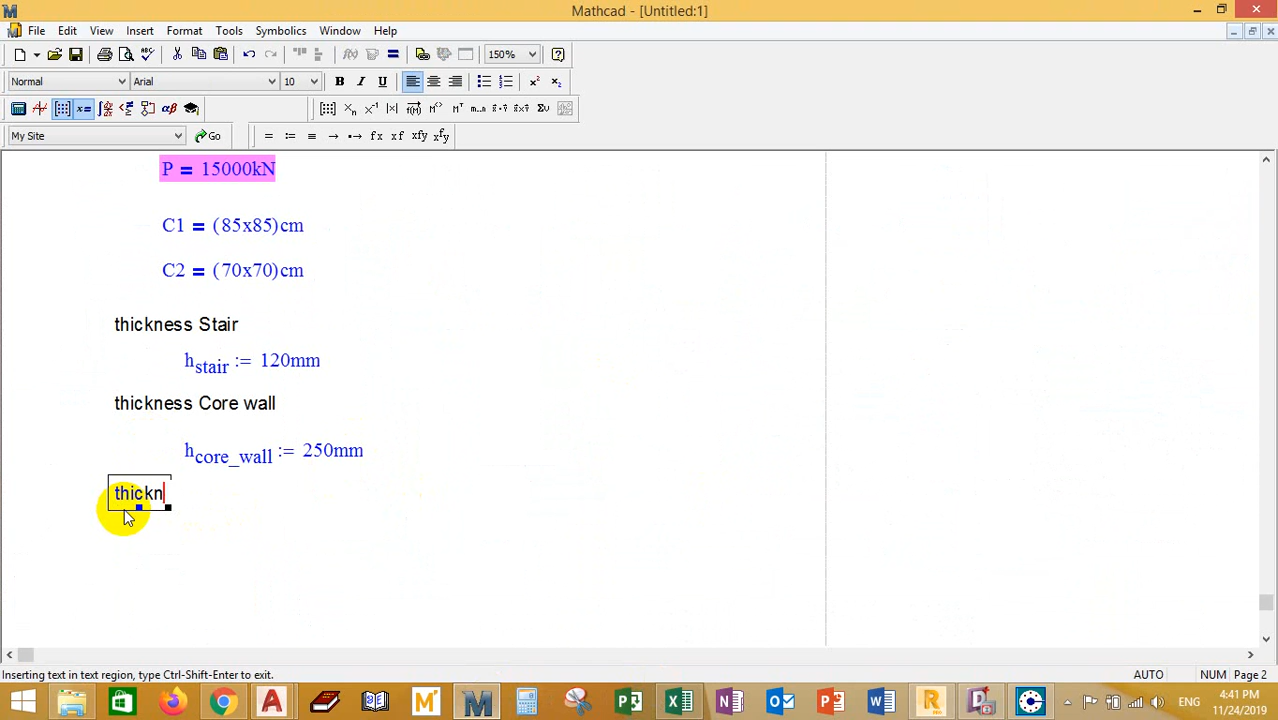 Mathcad - [Untitled:1]
File Edit View Insert Format Tools Symbolics Window Help
150%
Normal Arial 10 B I U
My Site Go
P = 15000kN
C1 = (85x85)cm
C2 = (70x70)cm
thickness Stair
hstair := 120mm
thickness Core wall
hcore_wall := 250mm
thickn
Inserting text in text region, type Ctrl-Shift-Enter to exit. AUTO NUM Page 2
ENG
4:41 PM
11/24/2019